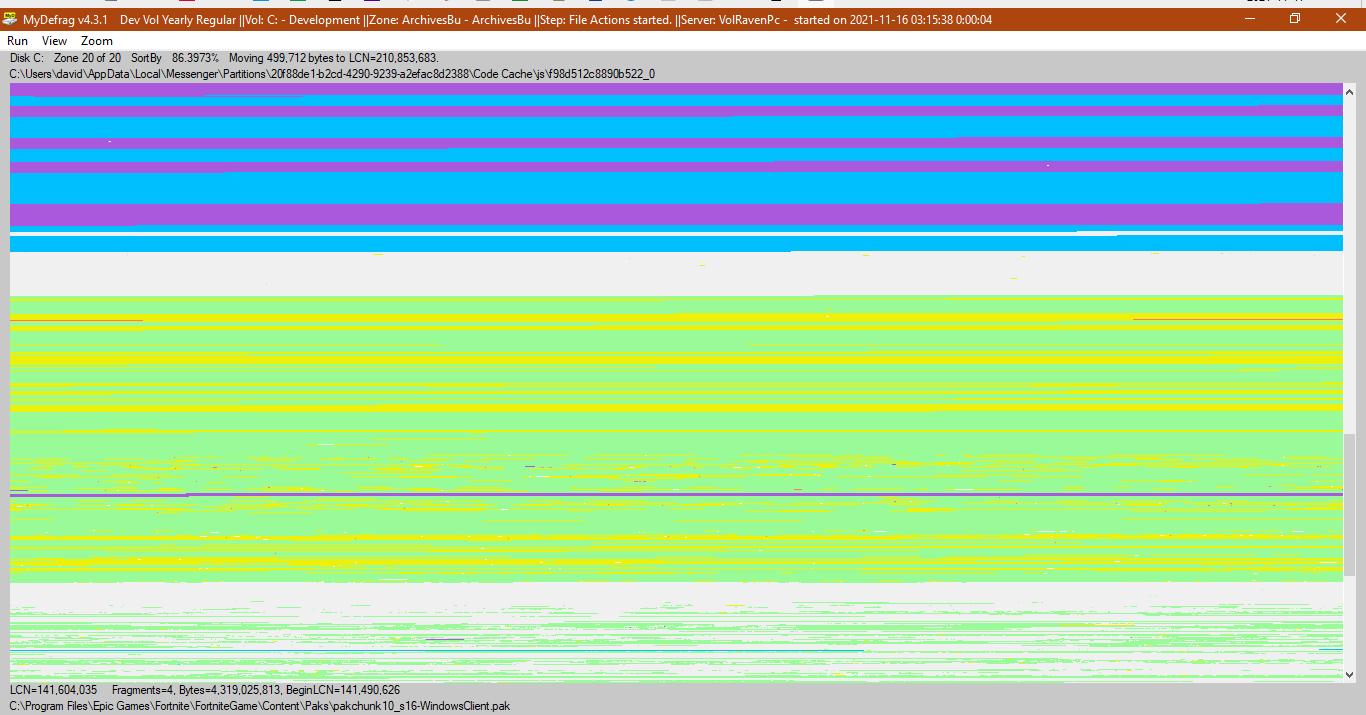 MyDefrag v4.3.1 Dev Vol Yearly Regular ||Vol: C: - Development ||Zone: ArchivesBu - ArchivesBu ||Step: File Actions started. ||Server: VolRavenPc - started on 2021-11-16 03:15:38 0:00:04
Run View Zoom
Disk C: Zone 20 of 20 SortBy 86.3973% Moving 499,712 bytes to LCN=210,853,683.
C:\Users\david\AppData\Local\Messenger\Partitions\20f88de1-b2cd-4290-9239-a2efac8d2388\Code Cache\js\f98d512c8890b522_0
LCN=141,604,035 Fragments=4, Bytes=4,319,025,813, BeginLCN=141,490,626
C:\Program Files\Epic Games\Fortnite\FortniteGame\Content\Paks\pakchunk10_s16-WindowsClient.pak